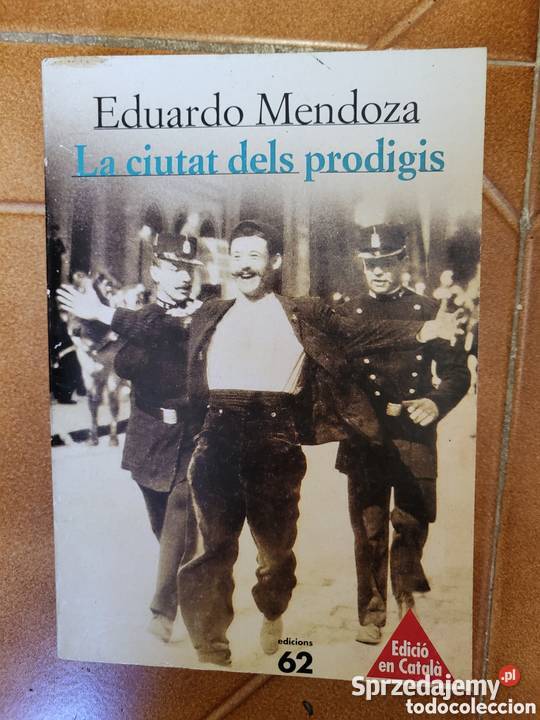 Eduardo Mendoza
La ciutat dels prodigis
edicions
62
Edició
en Català
Sprzedajemy.pl
todocoleccion